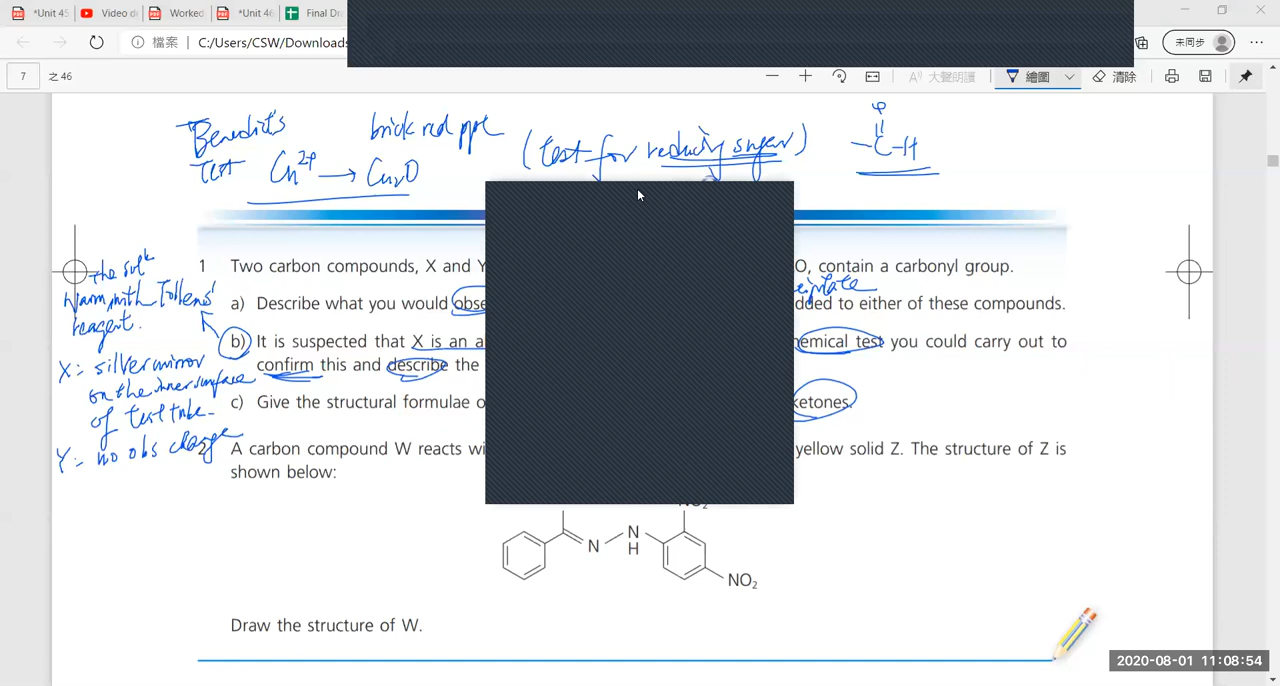 *Unit 45
Video d
Worked
*Unit 46
Final Dr
檔案 C:/Users/CSW/Downloads
未同步
7 之 46
大聲朗讀 繪圖 清除
Benedict's brick red ppt (test for reducing sugar)
Test Cu2+ → Cu2O
C-H
1 Two carbon compounds, X and Y O, contain a carbonyl group.
a) Describe what you would obse dded to either of these compounds.
b) It is suspected that X is an a hemical test you could carry out to
confirm this and describe the
c) Give the structural formulae o ketones.
warm with Tollens'
reagent.
X: silver mirror
on the inner surface
of test tube
Y: no obs change
2 A carbon compound W reacts wi yellow solid Z. The structure of Z is
shown below:
NO2
N
N
H
NO2
Draw the structure of W.
2020-08-01 11:08:54